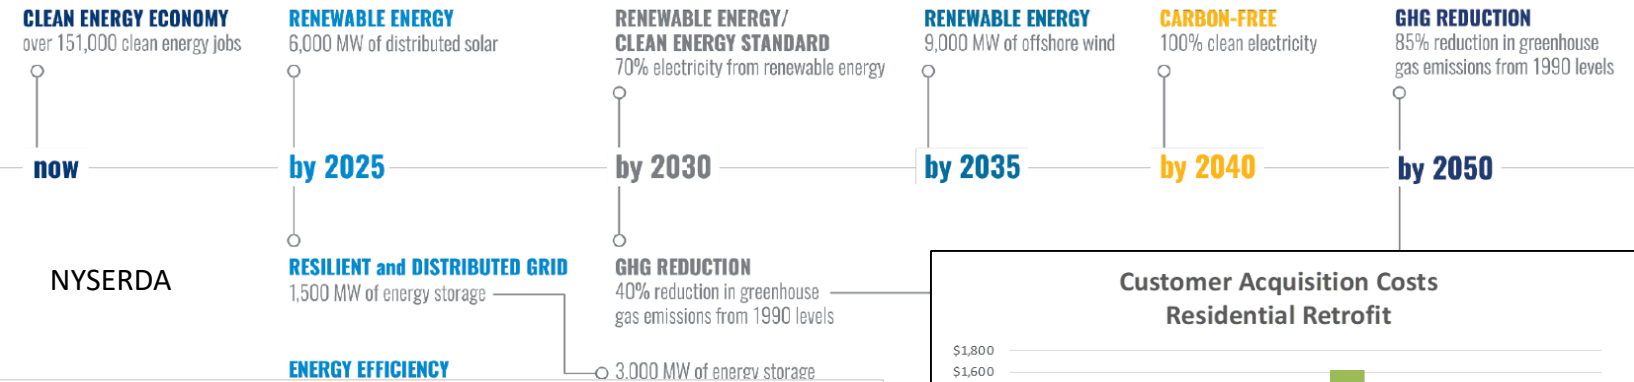 CLEAN ENERGY ECONOMY
over 151,000 clean energy jobs
RENEWABLE ENERGY
6,000 MW of distributed solar
RENEWABLE ENERGY/
CLEAN ENERGY STANDARD
70% electricity from renewable energy
RENEWABLE ENERGY
9,000 MW of offshore wind
CARBON-FREE
100% clean electricity
GHG REDUCTION
85% reduction in greenhouse
gas emissions from 1990 levels
now
by 2025
by 2030
by 2035
by 2040
by 2050
NYSERDA
RESILIENT and DISTRIBUTED GRID
1,500 MW of energy storage
GHG REDUCTION
40% reduction in greenhouse
gas emissions from 1990 levels
ENERGY EFFICIENCY
3,000 MW of energy storage
Customer Acquisition Costs
Residential Retrofit
$1,800
$1,600